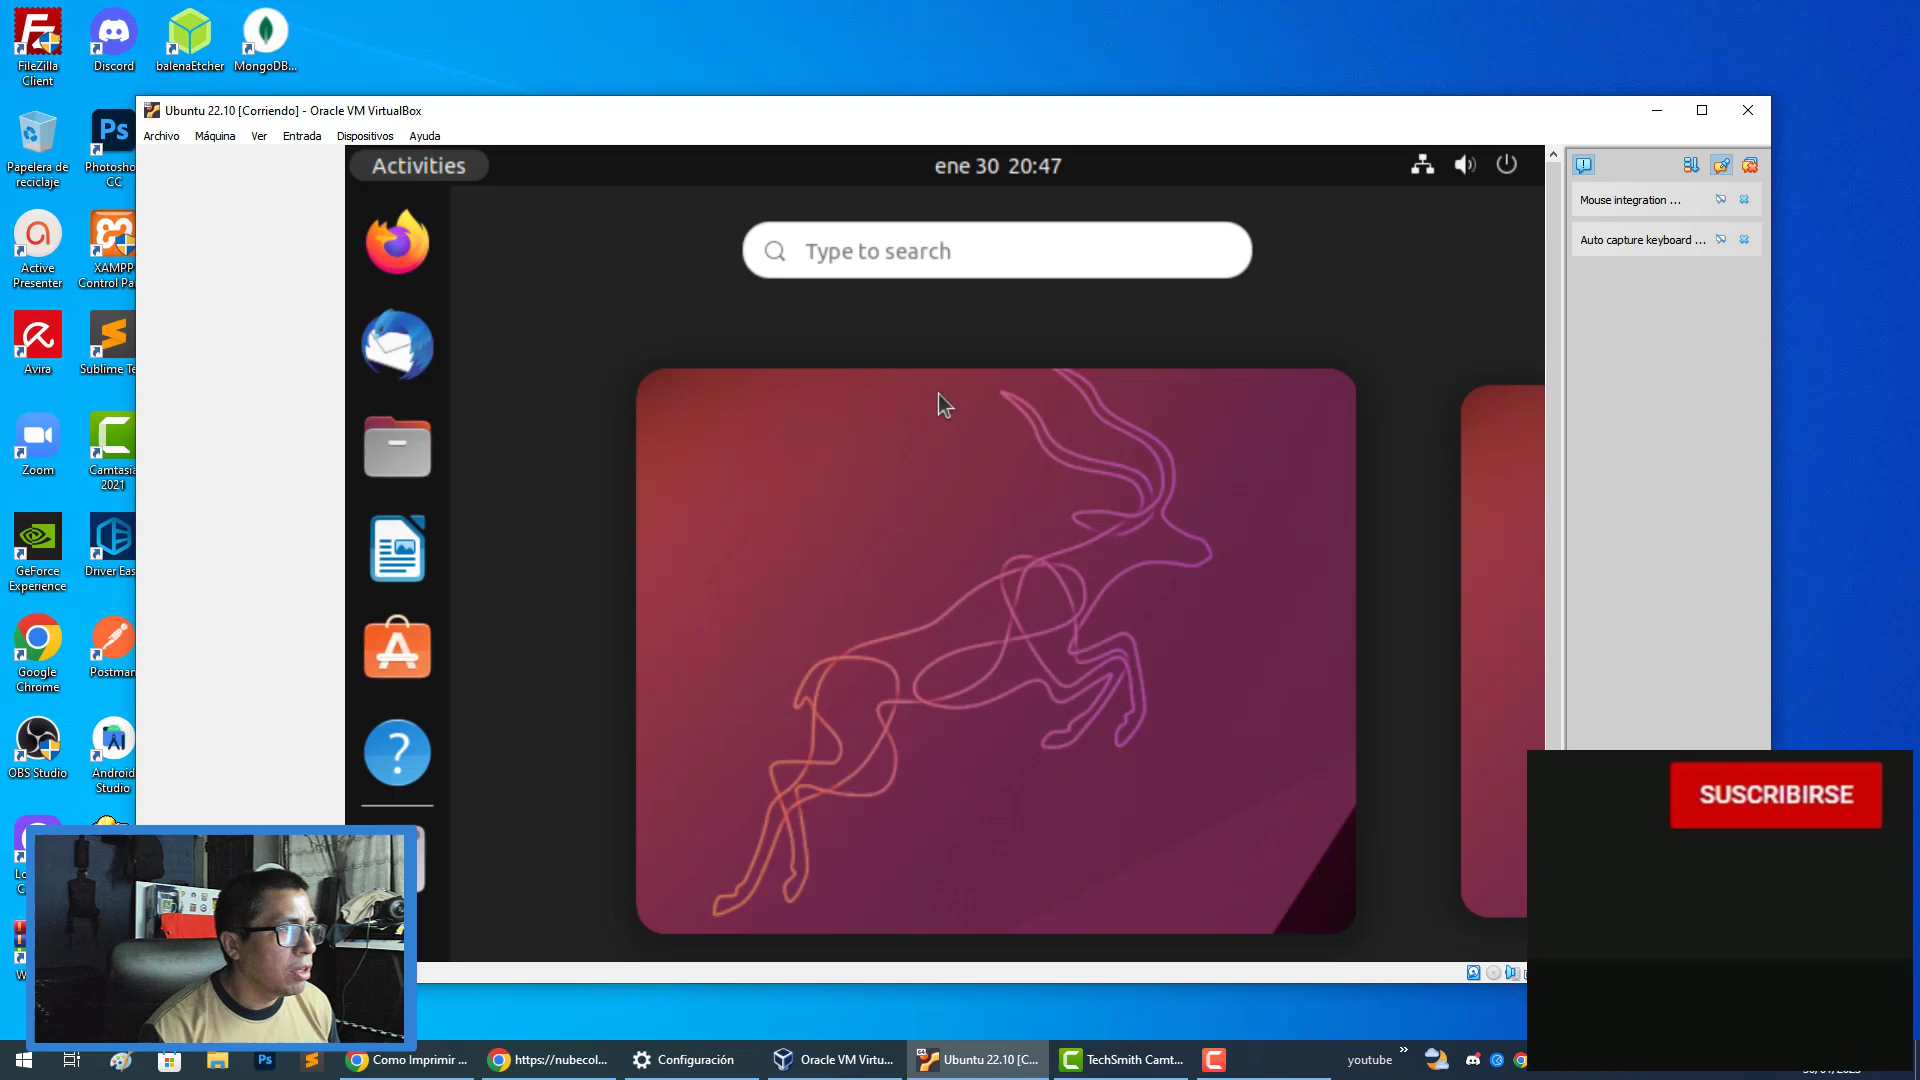 FileZilla
Client
Discord
balenaEtcher
MongoDB...
Papelera de
reciclaje
Photosho
CC
Active
Presenter
XAMPP
Control Pa
Avira
Sublime Te
Zoom
Camtasia
2021
GeForce
Experience
Driver Eas
Google
Chrome
Postman
OBS Studio
Android
Studio
Lo
C
W
Ubuntu 22.10 [Corriendo] - Oracle VM VirtualBox
Archivo Máquina Ver Entrada Dispositivos Ayuda
Activities
ene 30 20:47
Type to search
Mouse integration ...
Auto capture keyboard ...
SUSCRIBIRSE
Como Imprimir ...
https://nubecol...
Configuración
Oracle VM Virtu...
Ubuntu 22.10 [C...
TechSmith Camt...
youtube